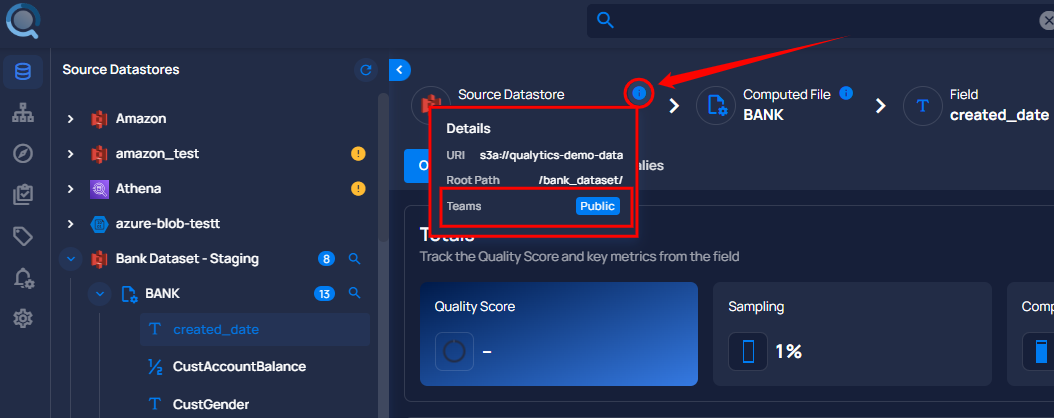 Source Datastores
Amazon
amazon_test
Athena
azure-blob-testt
Bank Dataset - Staging
8
BANK
13
created_date
CustAccountBalance
CustGender
Source Datastore
Computed File
BANK
Field
created_date
Details
URI s3a://qualytics-demo-data
Root Path /bank_dataset/
Teams Public
Totals
Track the Quality Score and key metrics from the field
Quality Score
–
Sampling
1%